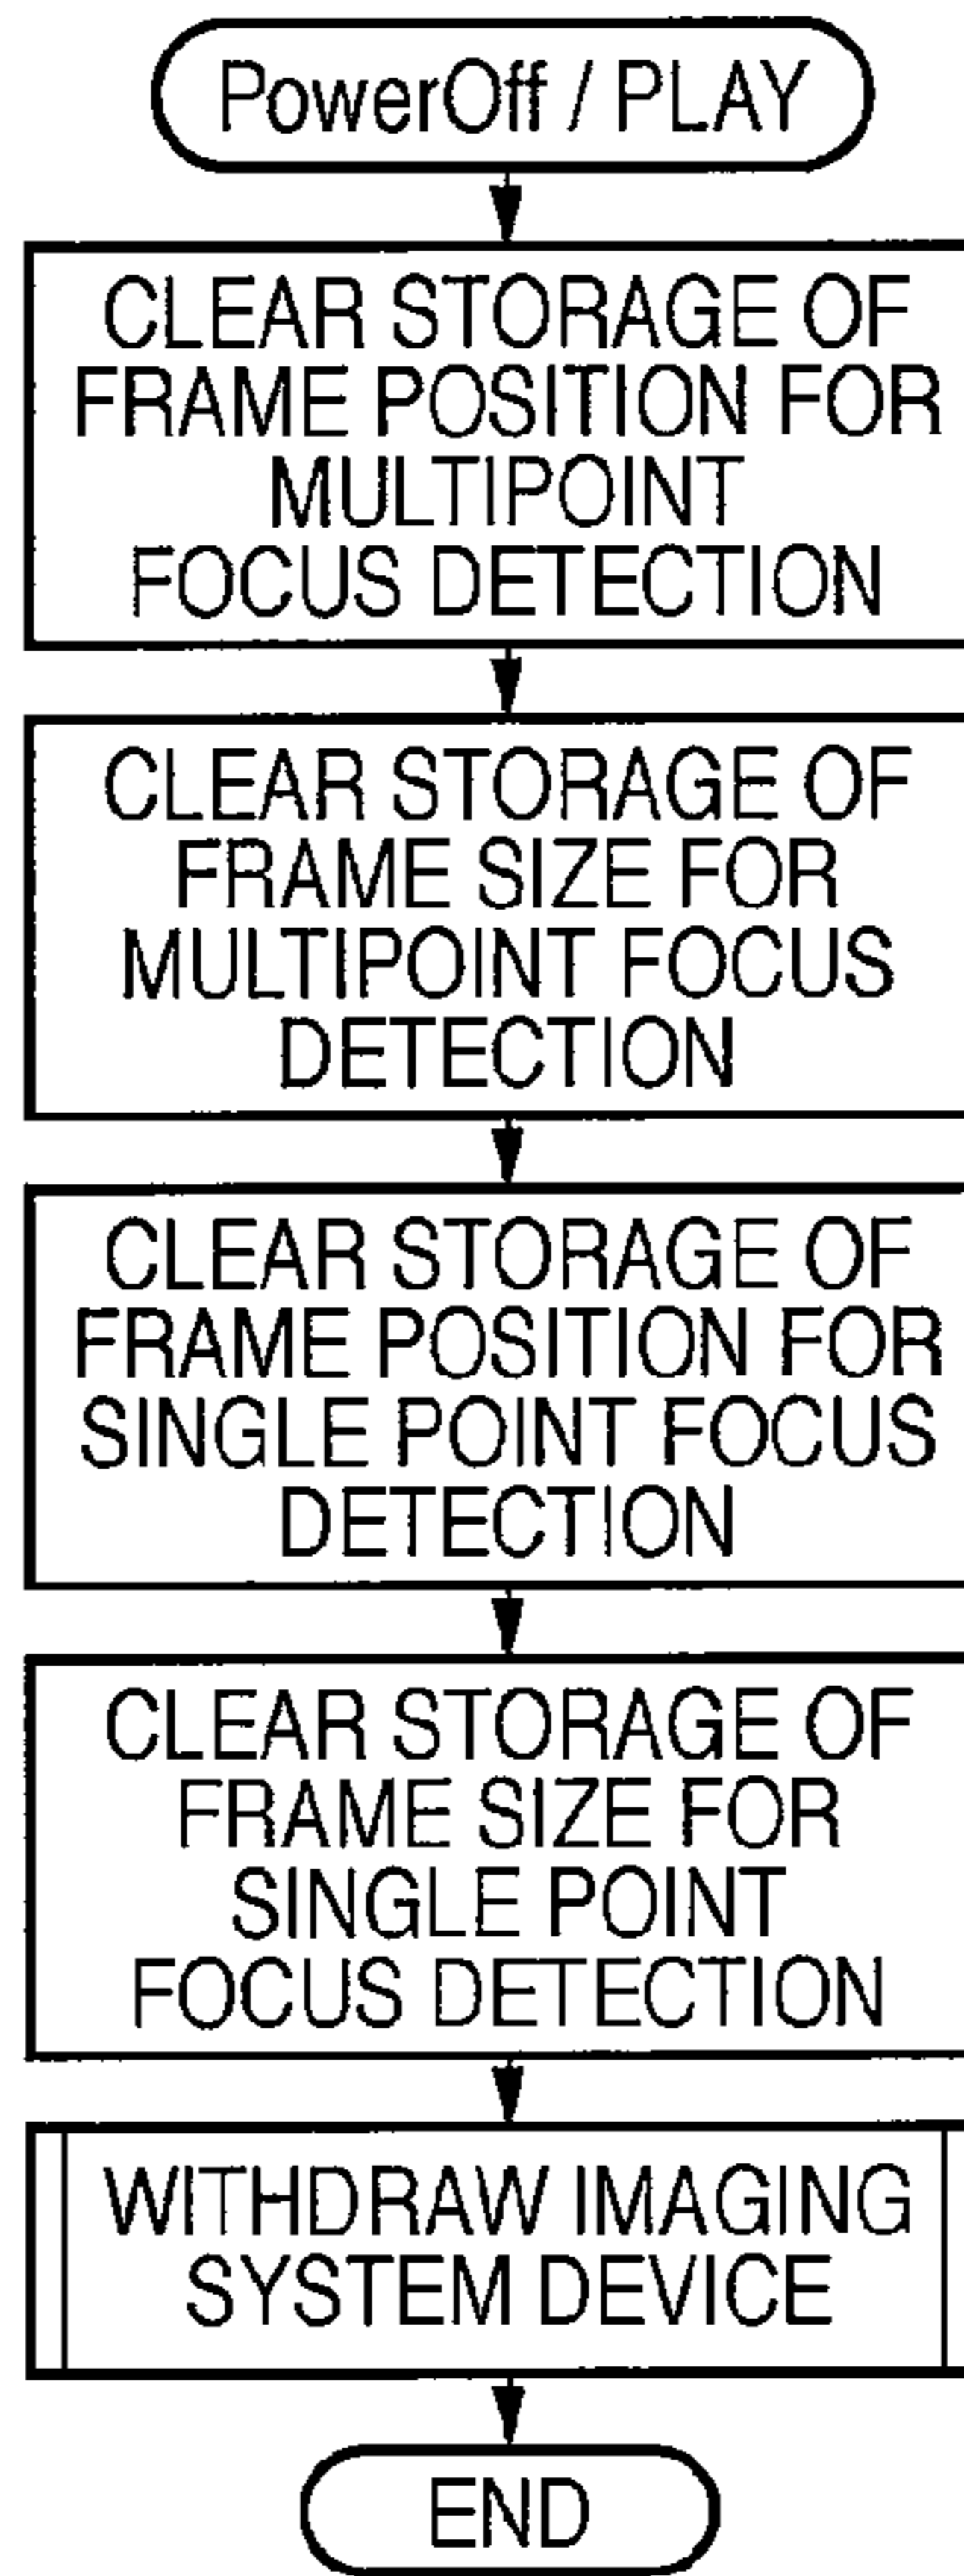 PowerOff / PLAY
CLEAR STORAGE OF
FRAME POSITION FOR
MULTIPOINT
FOCUS DETECTION
CLEAR STORAGE OF
FRAME SIZE FOR
MULTIPOINT FOCUS
DETECTION
CLEAR STORAGE OF
FRAME POSITION FOR
SINGLE POINT FOCUS
DETECTION
CLEAR STORAGE OF
FRAME SIZE FOR
SINGLE POINT
FOCUS DETECTION
WITHDRAW IMAGING
SYSTEM DEVICE
END